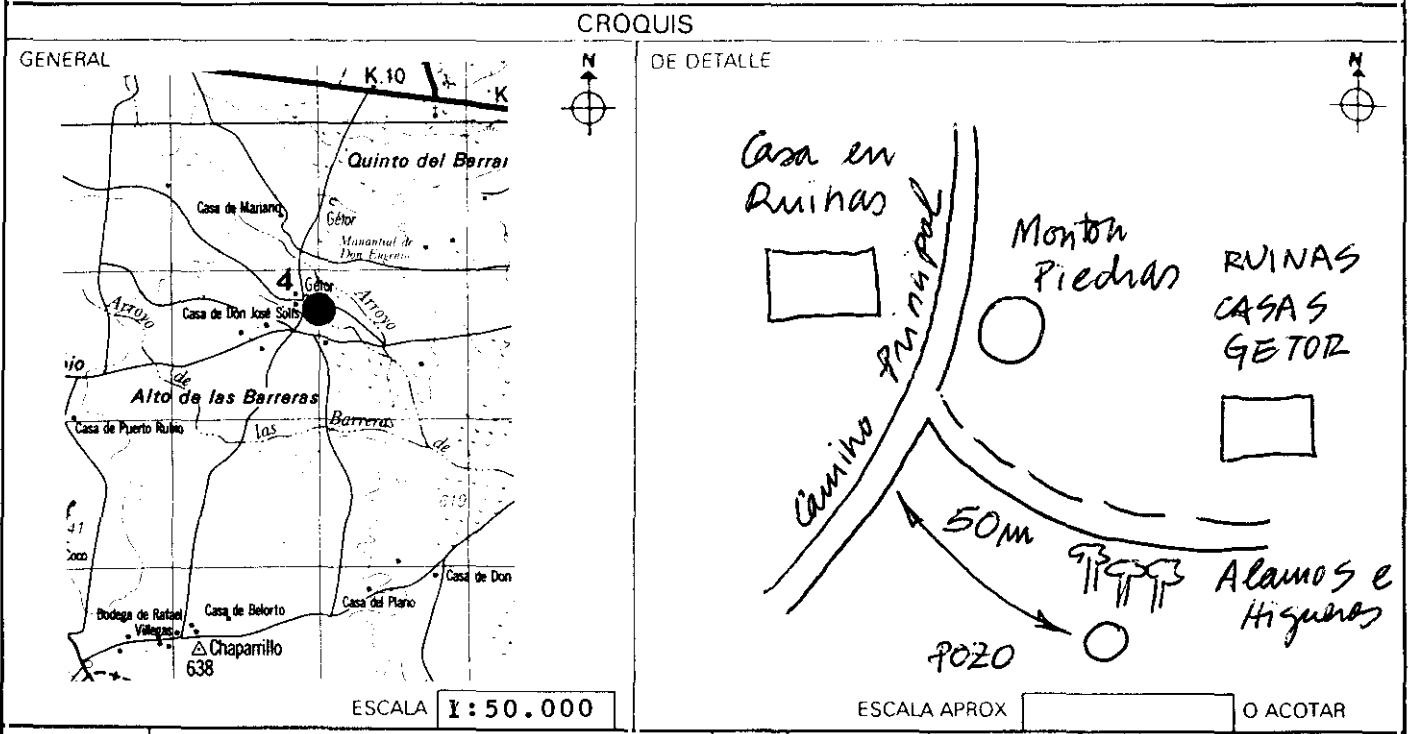 CROQUIS
GENERAL
N
K.10
K
Quinto del Barrar
Casa de Mariano
Gétor
Manantial de
Don Eugenio
4
Gétor
Arroyo
Arroyo
Casa de Don José Solís
de
Alto de las Barreras
Casa de Puerto Rubio
las
Barreras
de
619
41
Coco
Casa de Don
Bodega de Rafael
Villegas
Casa de Belorto
Casa del Plano
Chaparrillo
638
ESCALA 1:50.000
DE DETALLE
N
Casa en
Ruinas
Camino principal
Monton
Piedras
RUINAS
CASAS
GETOR
50m
Alamos e
Higueras
POZO
ESCALA APROX
O ACOTAR